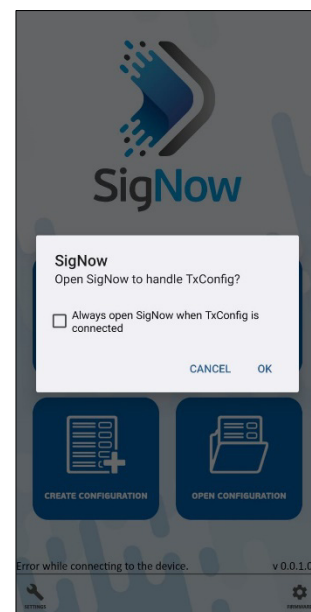 SigNow
SigNow
Open SigNow to handle TxConfig?
Always open SigNow when TxConfig is
connected
CANCEL OK
CREATE CONFIGURATION OPEN CONFIGURATION
Error while connecting to the device. v 0.0.1.0
SETTINGS